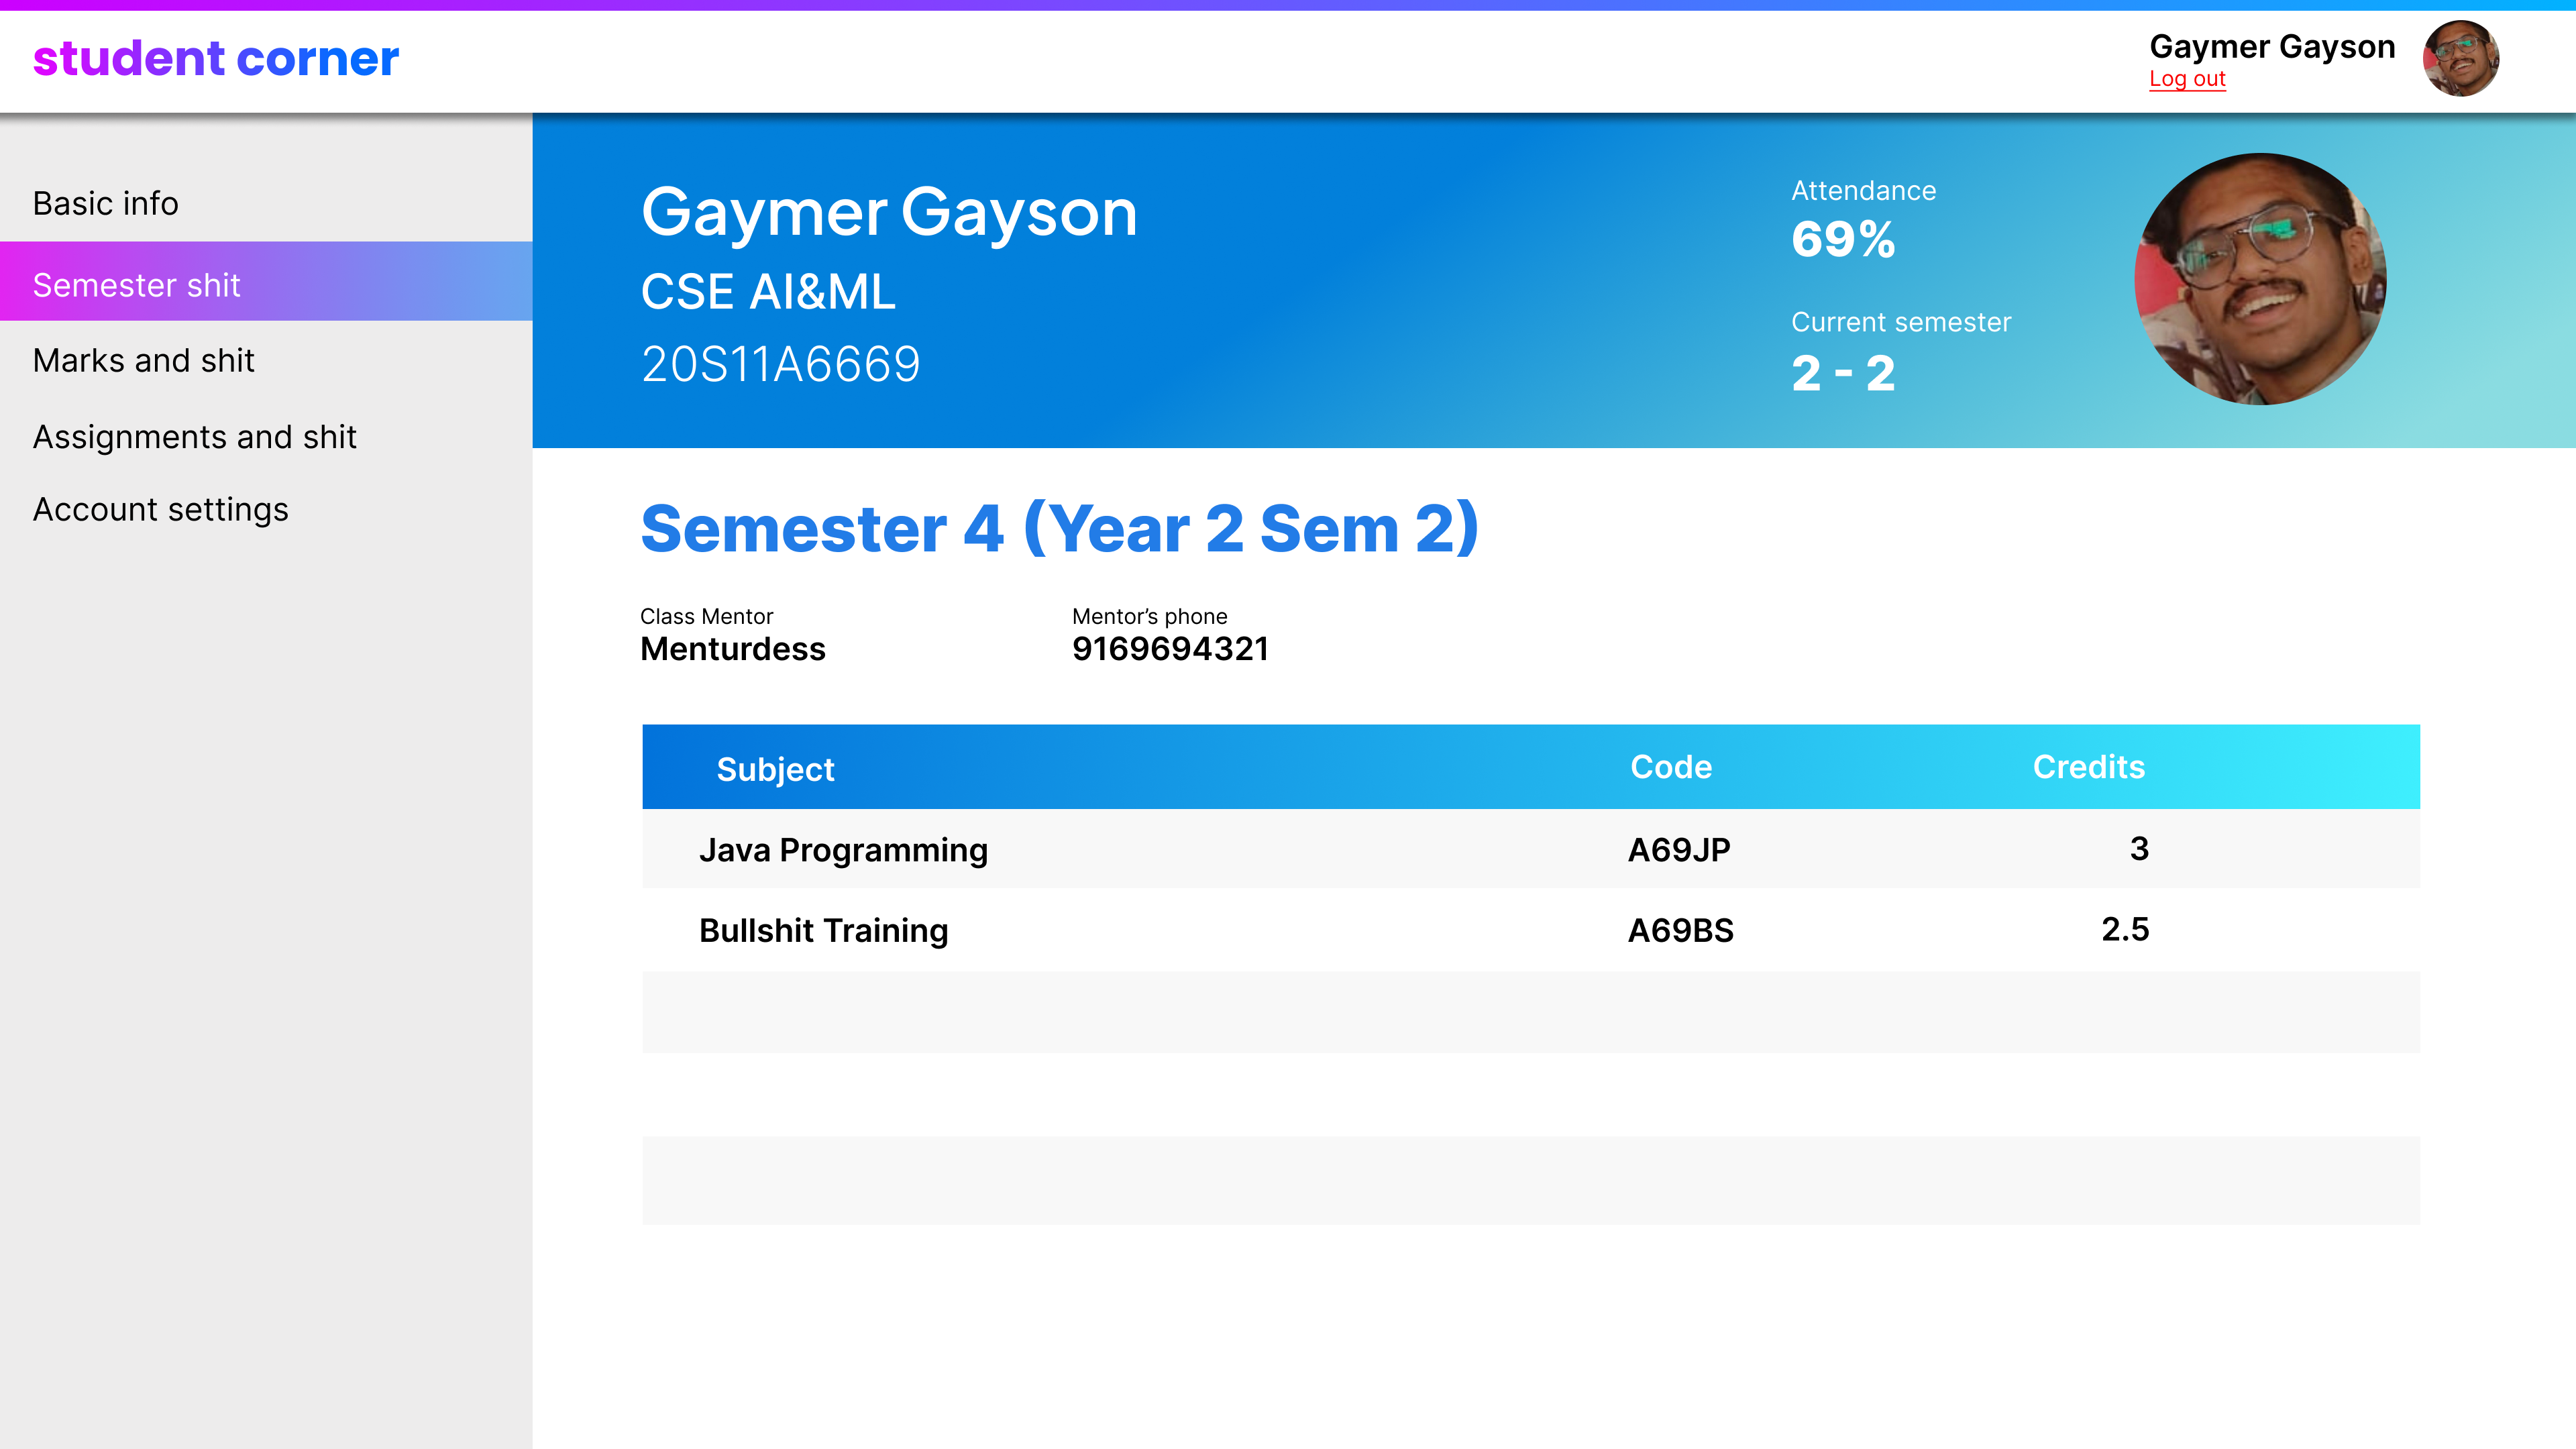 student corner
Gaymer Gayson
Log out
Basic info
Semester shit
Marks and shit
Assignments and shit
Account settings
Gaymer Gayson
CSE AI&ML
20S11A6669
Attendance
69%
Current semester
2 - 2
Semester 4 (Year 2 Sem 2)
Class Mentor
Menturdess
Mentor’s phone
9169694321
Subject Code Credits
Java Programming A69JP 3
Bullshit Training A69BS 2.5